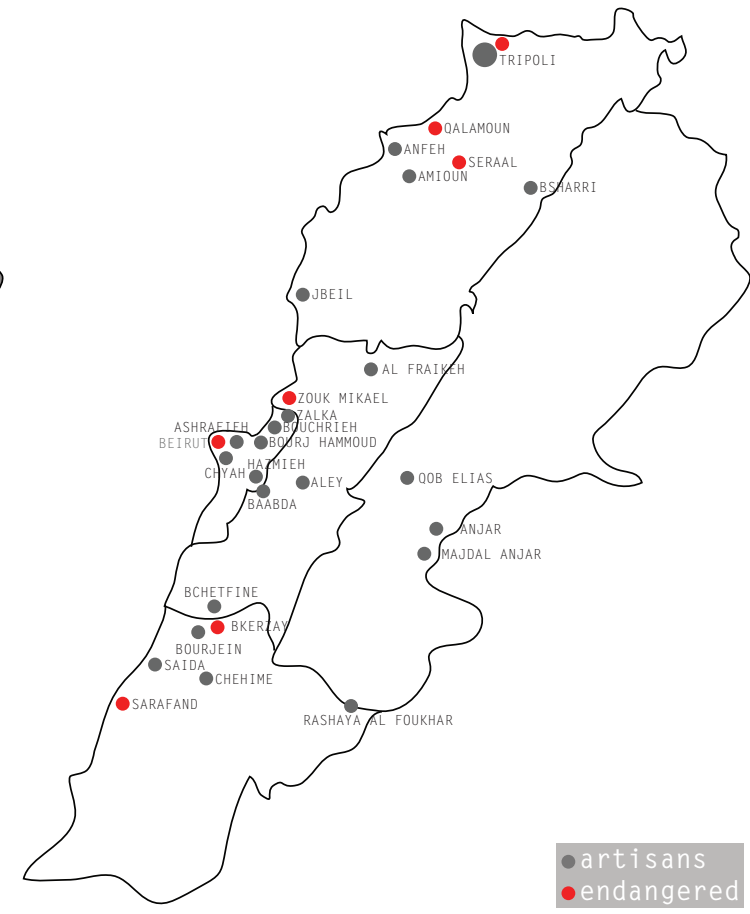 TRIPOLI
QALAMOUN
ANFEH
SERAAL
AMIOUN
BSHARRI
JBEIL
AL FRAIKEH
ZOUK MIKAEL
ZALKA
ASHRAFIEH
BOUCHRIEH
BEIRUT
BOURJ HAMMOUD
HAZMIEH
CHYAH
QOB ELIAS
ALEY
BAABDA
ANJAR
MAJDAL ANJAR
BCHETFINE
BKERZAY
BOURJEIN
SAIDA
CHEHIME
SARAFAND
RASHAYA AL FOUKHAR
artisans
endangered